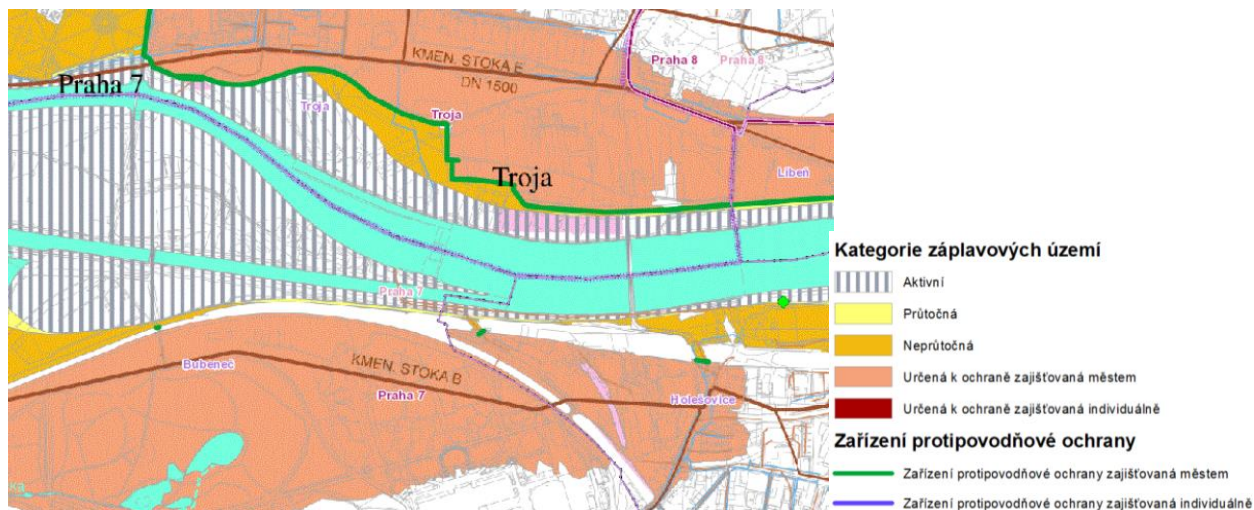 KMEN. STOKA F
DN 1500
Praha 8
Praha 8
Praha 7
Troja
Troja
Troja
Libeň
Praha 7
Bubeneč
KMEN. STOKA B
Praha 7
Holešovice
Kategorie záplavových území
Aktivní
Průtočná
Neprůtočná
Určená k ochraně zajišťovaná městem
Určená k ochraně zajišťovaná individuálně
Zařízení protipovodňové ochrany
Zařízení protipovodňové ochrany zajišťovaná městem
Zařízení protipovodňové ochrany zajišťovaná individuálně